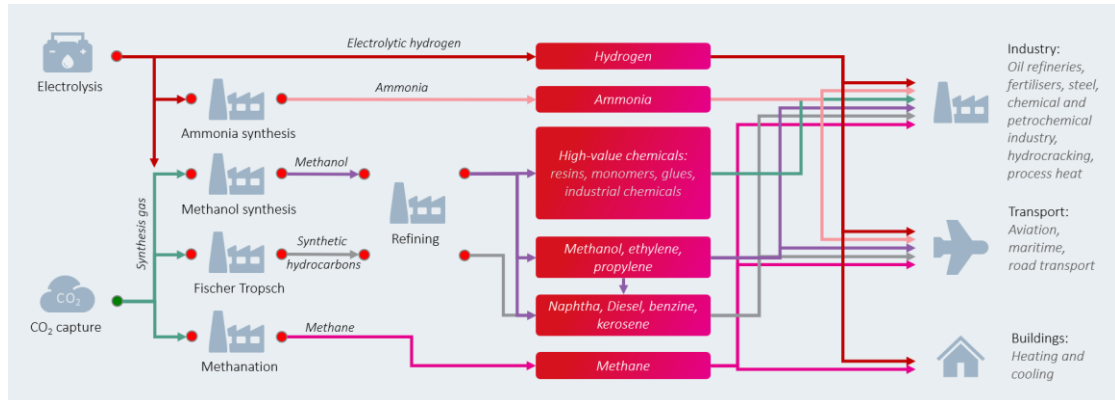 Electrolysis
Electrolytic hydrogen
Hydrogen
Ammonia synthesis
Ammonia
Ammonia
Methanol synthesis
Methanol
Synthesis gas
Refining
High-value chemicals:
resins, monomers, glues,
industrial chemicals
Fischer Tropsch
Synthetic
hydrocarbons
Methanol, ethylene,
propylene
Naphtha, Diesel, benzine,
kerosene
CO2
CO2 capture
Methanation
Methane
Methane
Industry:
Oil refineries,
fertilisers, steel,
chemical and
petrochemical
industry,
hydrocracking,
process heat
Transport:
Aviation,
maritime,
road transport
Buildings:
Heating and
cooling